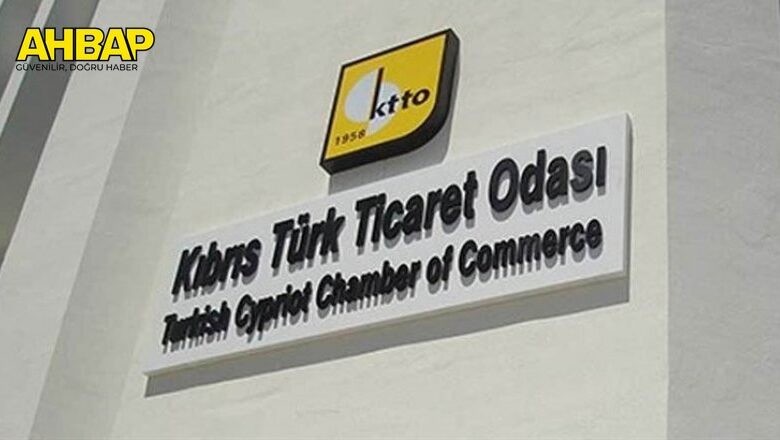 AHBAP
GÜVENİLİR, DOĞRU HABER
ktto
1958
Kıbrıs Türk Ticaret Odası
Turkish Cypriot Chamber of Commerce